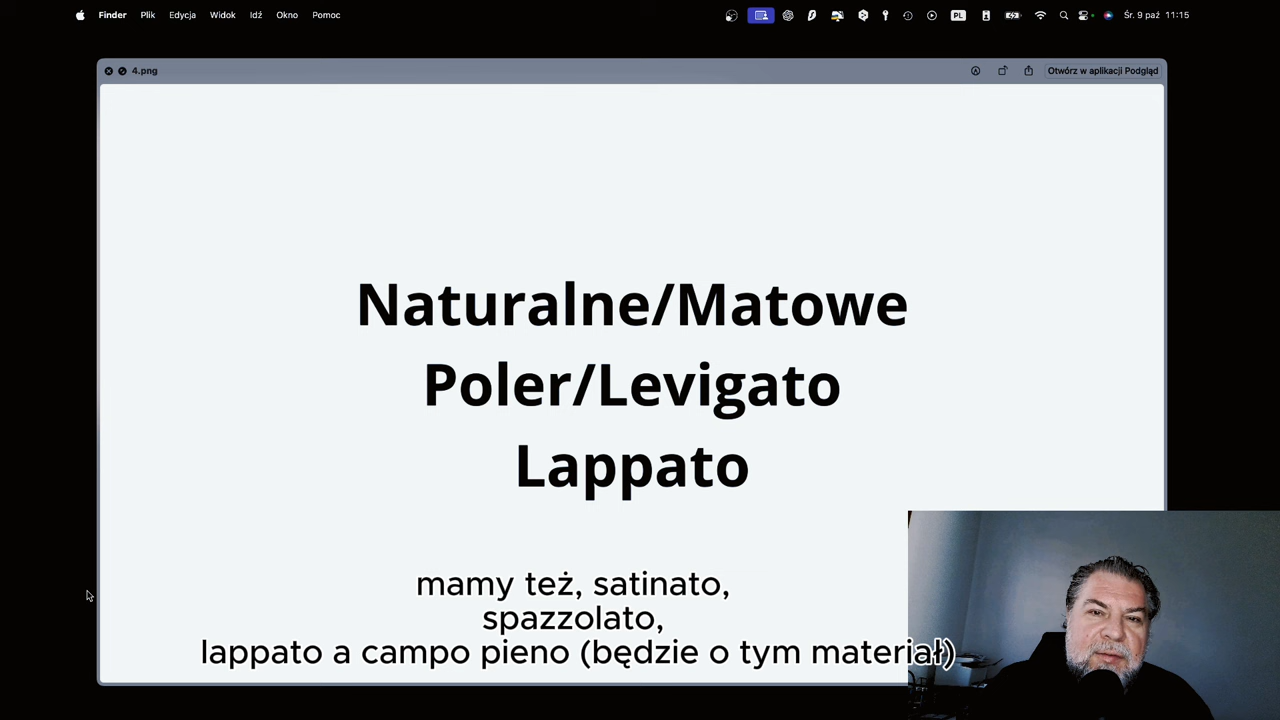 Finder Plik Edycja Widok Idź Okno Pomoc PL Śr. 9 paź 11:15
4.png Otwórz w aplikacji Podgląd
Naturalne/Matowe
Poler/Levigato
Lappato
mamy też, satinato,
spazzolato,
lappato a campo pieno (będzie o tym materiał)